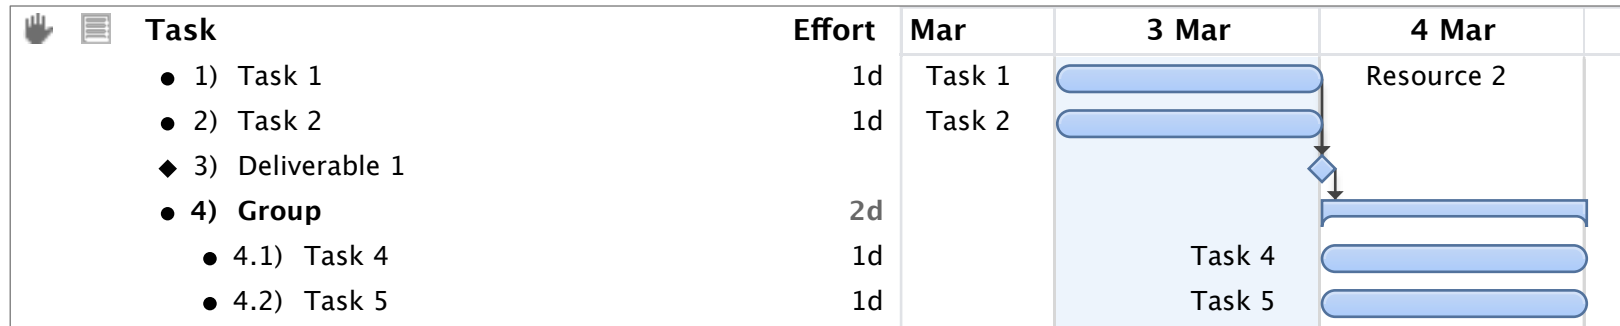 Task Effort Mar 3 Mar 4 Mar
1) Task 1 1d Task 1 Resource 2
2) Task 2 1d Task 2
3) Deliverable 1
4) Group 2d
4.1) Task 4 1d Task 4
4.2) Task 5 1d Task 5